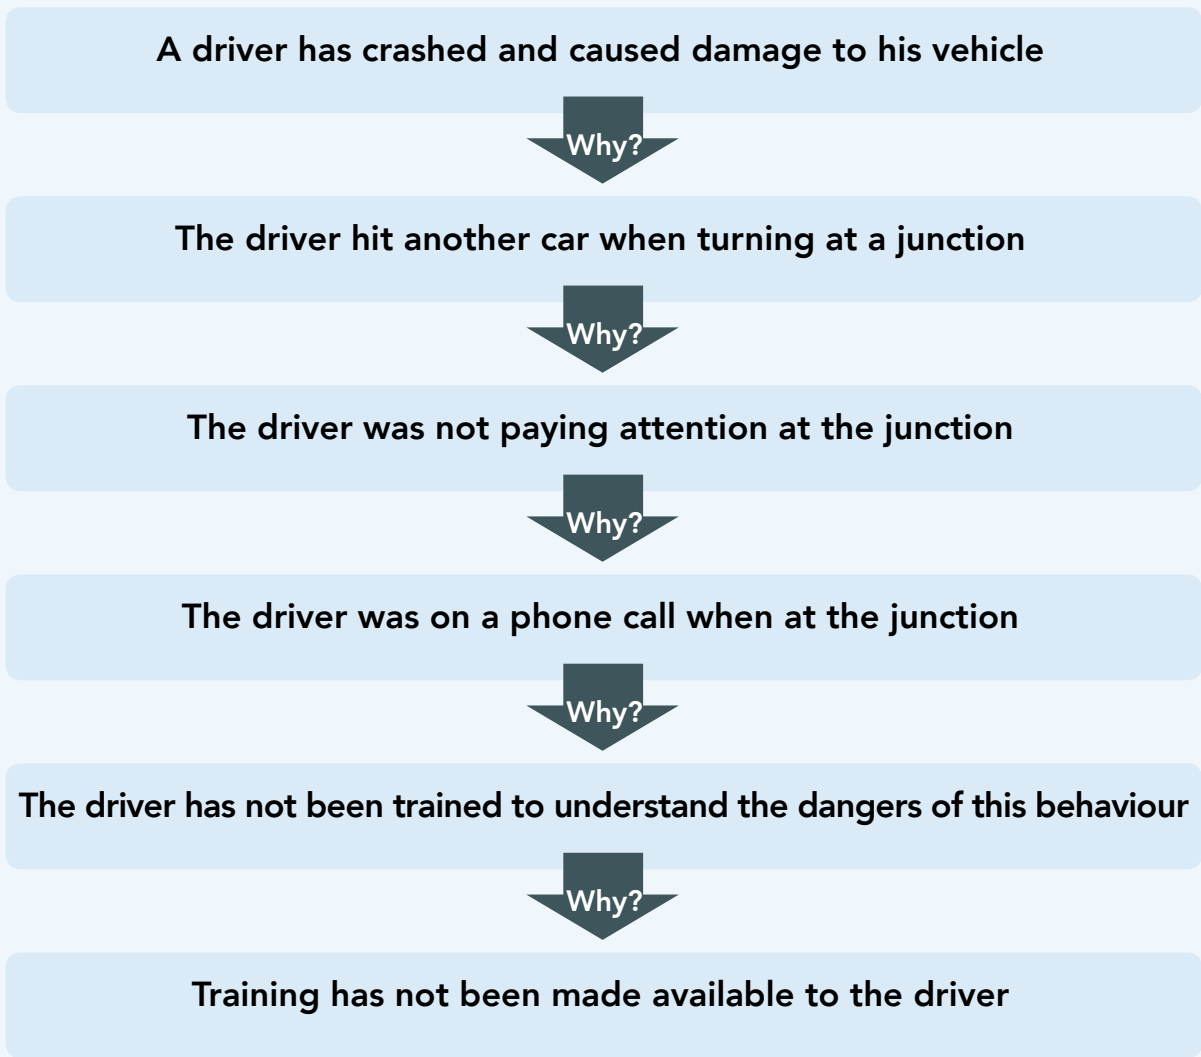 A driver has crashed and caused damage to his vehicle
Why?
The driver hit another car when turning at a junction
Why?
The driver was not paying attention at the junction
Why?
The driver was on a phone call when at the junction
Why?
The driver has not been trained to understand the dangers of this behaviour
Why?
Training has not been made available to the driver